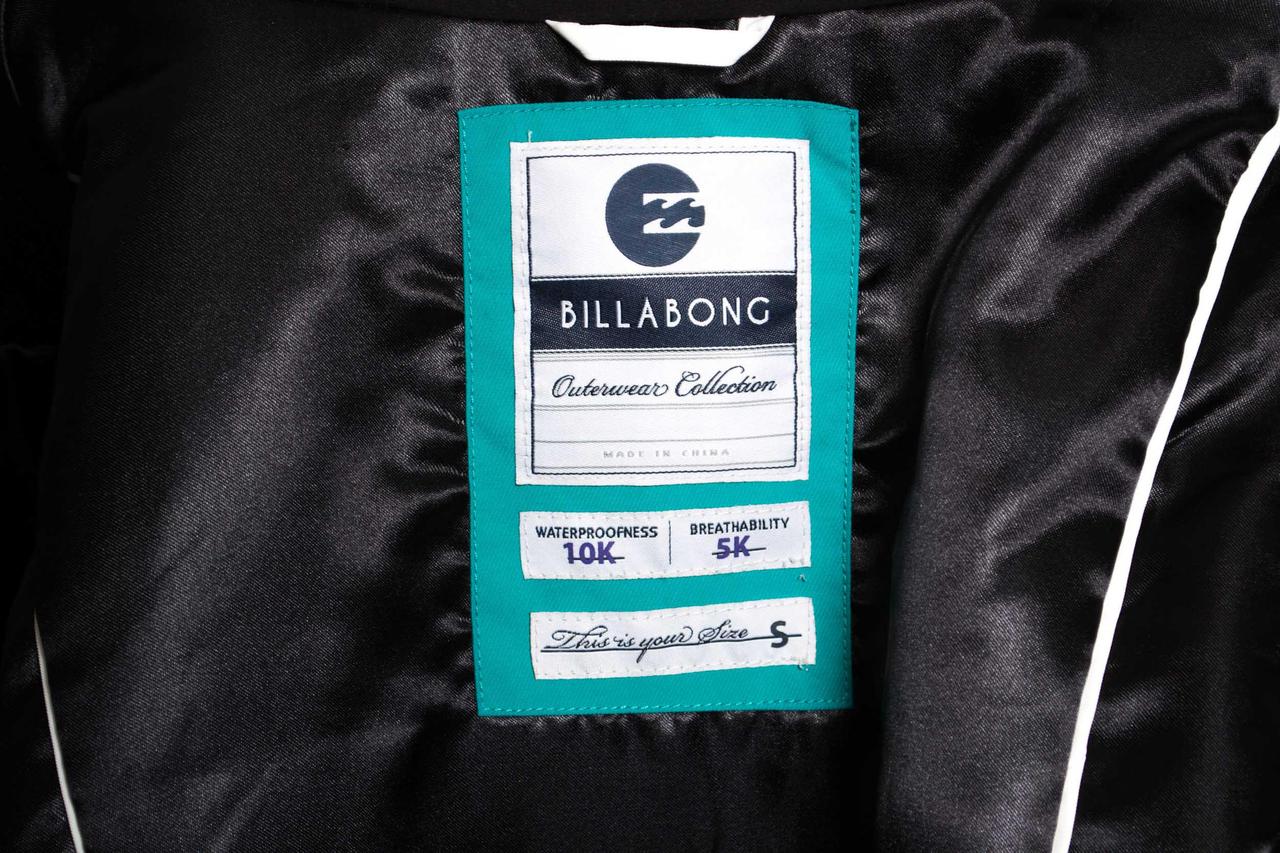 BILLABONG
Outerwear Collection
MADE IN CHINA
WATERPROOFNESS
10K
BREATHABILITY
5K
This is your Size S